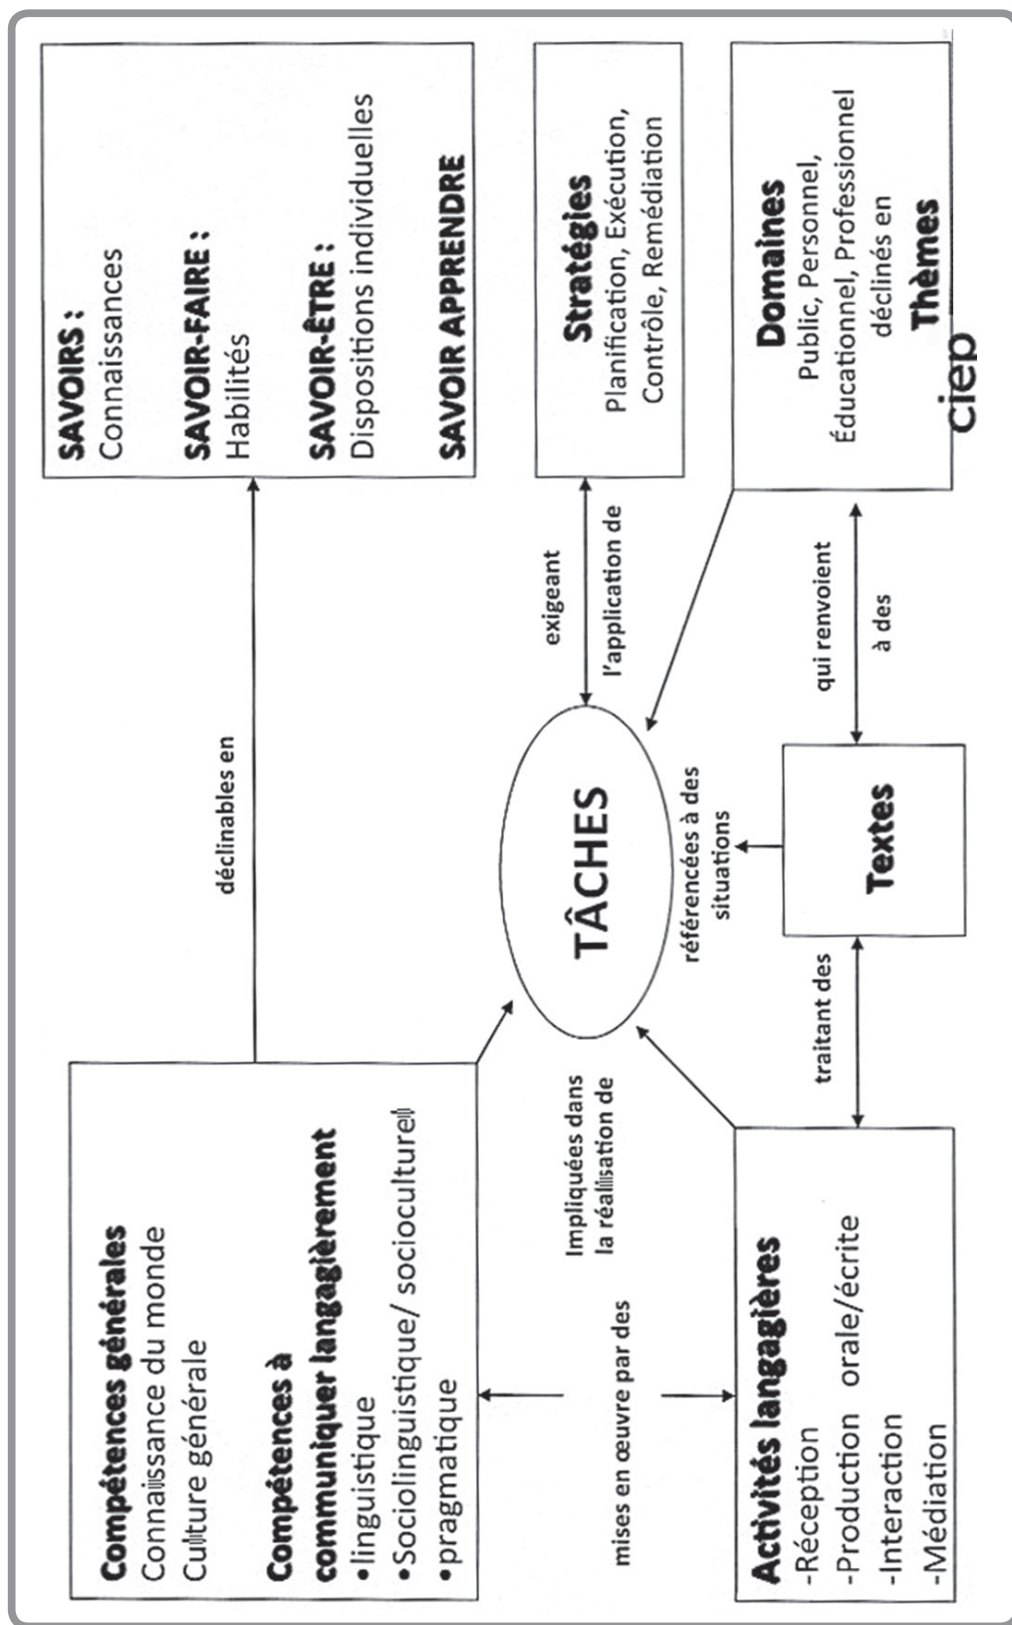 Compétences générales
Connaissance du monde
Culture générale
Compétences à
communiquer langagièrement
• linguistique
• Sociolinguistique/ socioculturel
• pragmatique
déclinables en
SAVOIRS :
Connaissances
SAVOIR-FAIRE :
Habilités
SAVOIR-ÊTRE :
Dispositions individuelles
SAVOIR APPRENDRE
mises en œuvre par des
Impliquées dans
la réalisation de
TÂCHES
exigeant
l'application de
Stratégies
Planification, Exécution,
Contrôle, Remédiation
référencées à des
situations
Activités langagières
-Réception
-Production orale/écrite
-Interaction
-Médiation
traitant des
Textes
qui renvoient
à des
Domaines
Public, Personnel,
Éducationnel, Professionnel
déclinés en
Thèmes
ciep